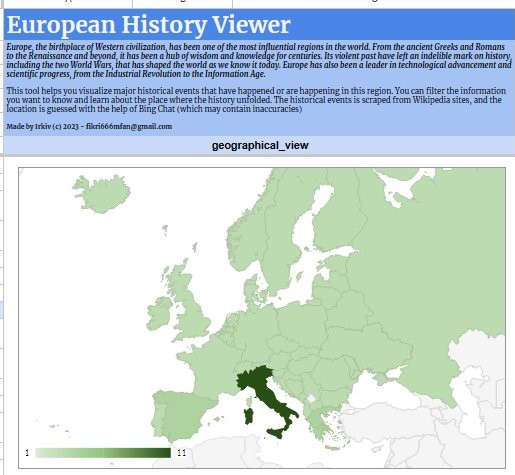 European History Viewer
Europe, the birthplace of Western civilization, has been one of the most influential regions in the world. From the ancient Greeks and Romans
to the Renaissance and beyond, it has been a hub of wisdom and knowledge for centuries. Its violent past have left an indelible mark on history,
including the two World Wars, that has shaped the world as we know it today. Europe has also been a leader in technological advancement and
scientific progress, from the Industrial Revolution to the Information Age.
This tool helps you visualize major historical events that have happened or are happening in this region. You can filter the information
you want to know and learn about the place where the history unfolded. The historical events is scraped from Wikipedia sites, and the
location is guessed with the help of Bing Chat (which may contain inaccuracies)
Made by Irkiv (c) 2023 - fikri666mfan@gmail.com
geographical_view
1 11